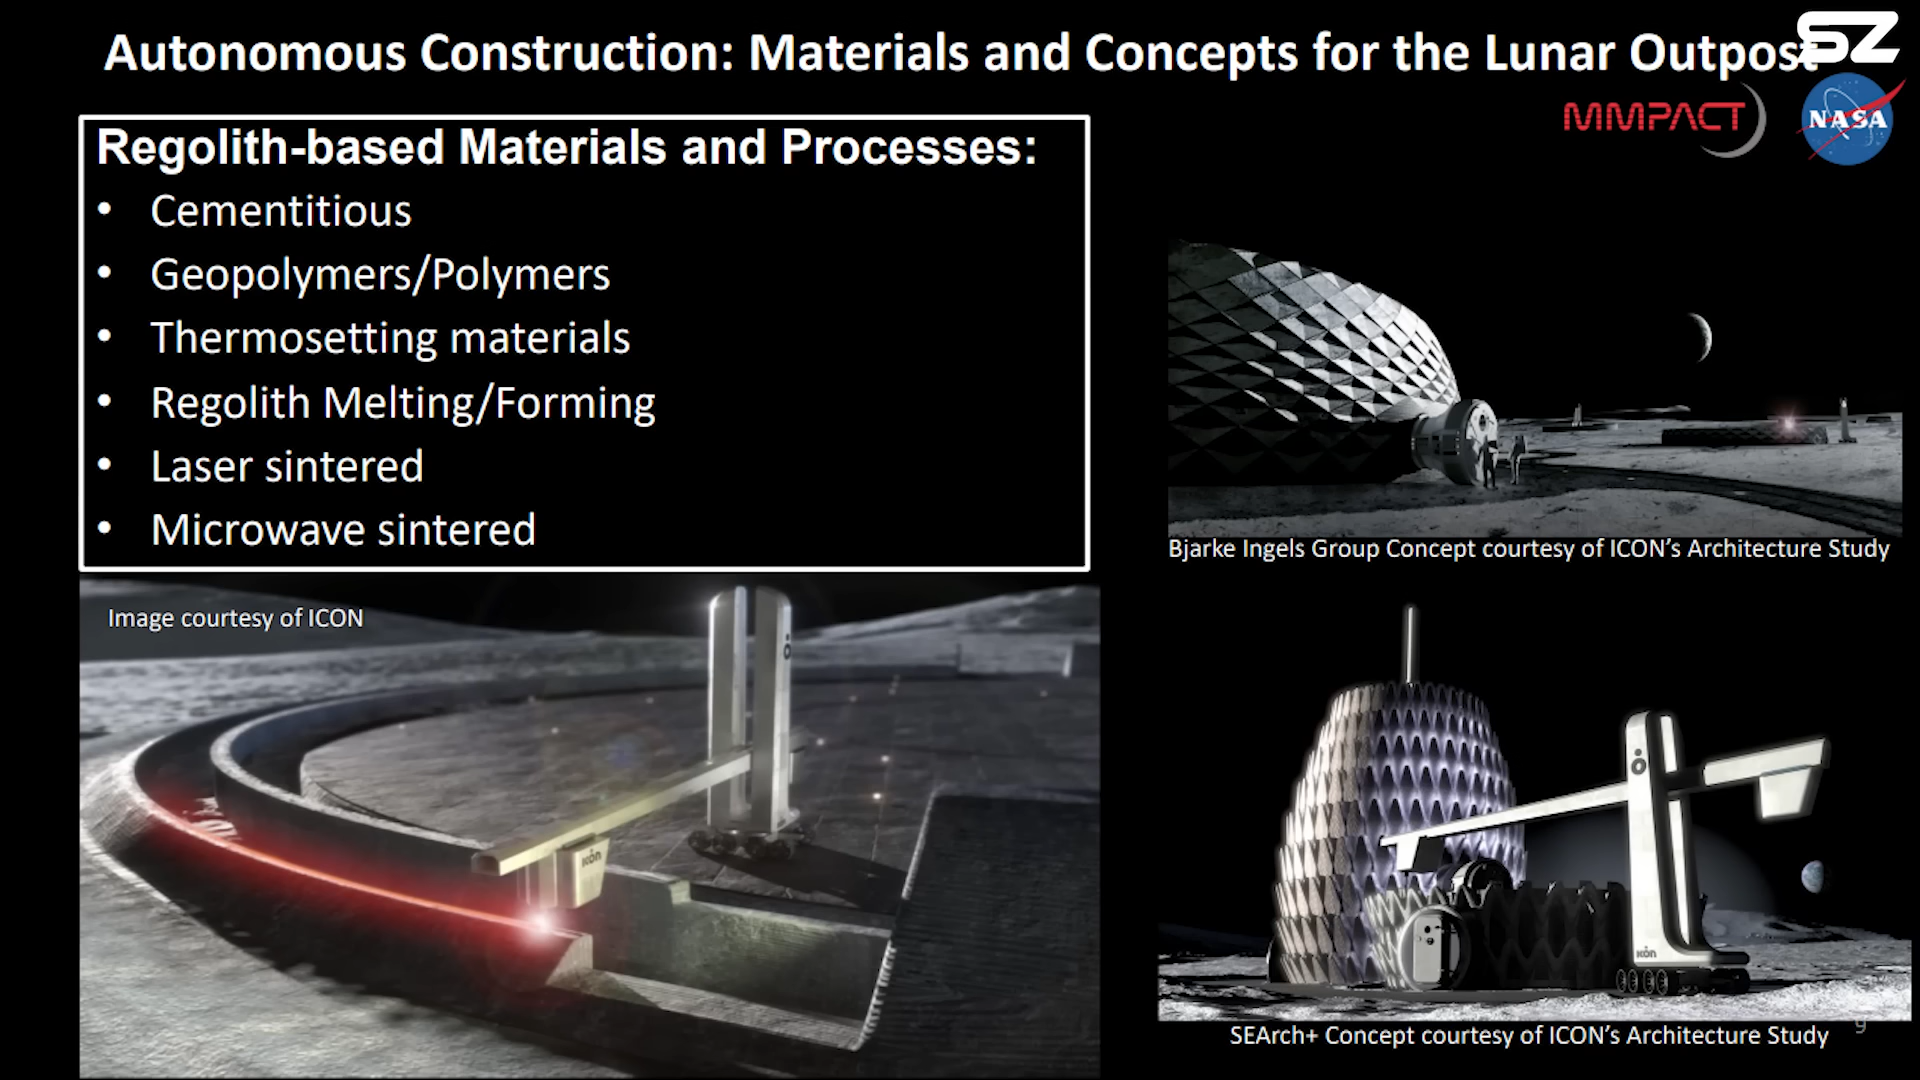 Autonomous Construction: Materials and Concepts for the Lunar Outpost
SZ
MMPACT
NASA
Regolith-based Materials and Processes:
• Cementitious
• Geopolymers/Polymers
• Thermosetting materials
• Regolith Melting/Forming
• Laser sintered
• Microwave sintered
Bjarke Ingels Group Concept courtesy of ICON’s Architecture Study
Image courtesy of ICON
ICON
ICON
SEArch+ Concept courtesy of ICON’s Architecture Study
9